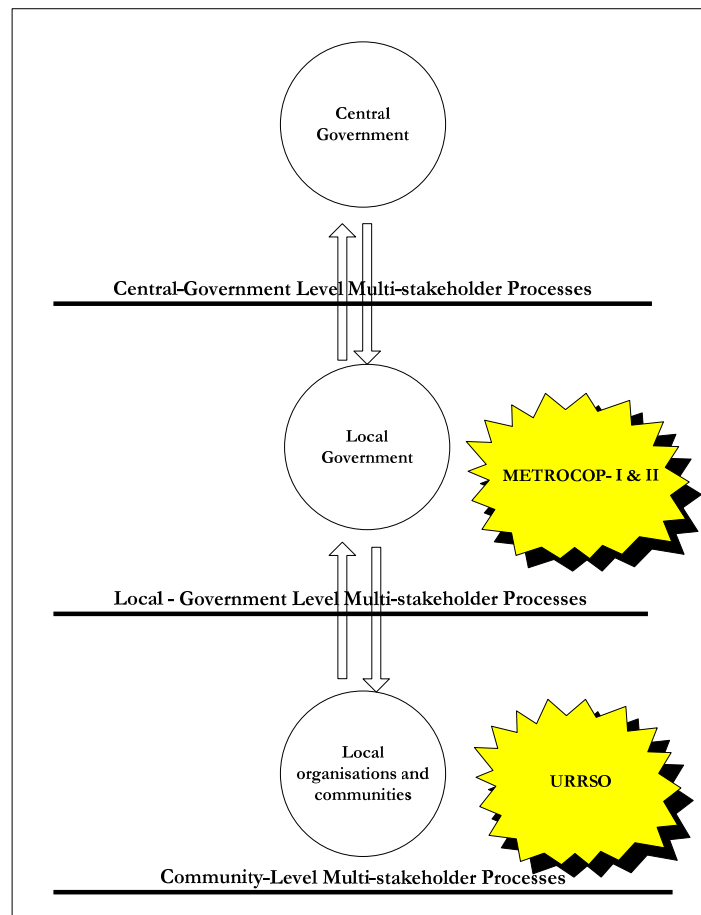 Central
Government
Central-Government Level Multi-stakeholder Processes
Local
Government
METROCOP- I & II
Local - Government Level Multi-stakeholder Processes
Local
organisations and
communities
URRSO
Community-Level Multi-stakeholder Processes